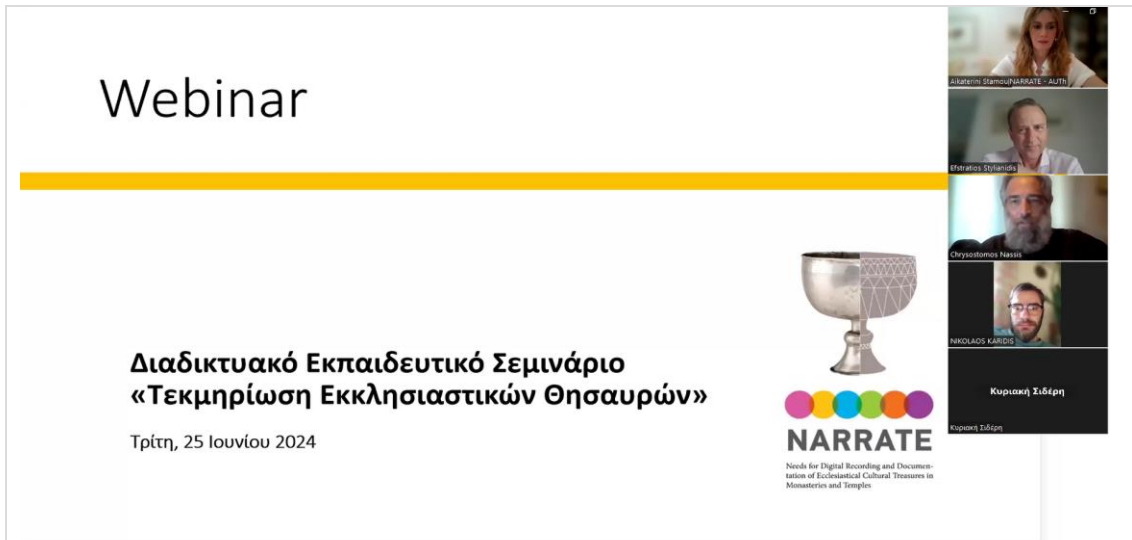 Webinar
Διαδικτυακό Εκπαιδευτικό Σεμινάριο
«Τεκμηρίωση Εκκλησιαστικών Θησαυρών»
Τρίτη, 25 Ιουνίου 2024
NARRATE
Needs for Digital Recording and Documen-
tation of Ecclesiastical Cultural Treasures in
Monasteries and Temples
Aikaterini Stamou|NARRATE - AUTh
Efstratios Stylianidis
Chrysostomos Nassis
NIKOLAOS KARIDIS
Κυριακή Σιδέρη
Κυριακή Σιδέρη